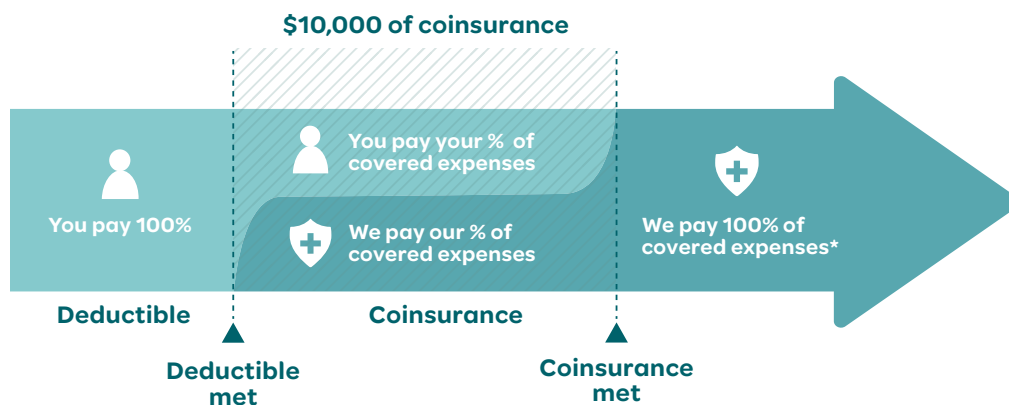 $10,000 of coinsurance
You pay 100%
You pay your % of
covered expenses
We pay our % of
covered expenses
We pay 100% of
covered expenses*
Deductible
Coinsurance
Deductible
met
Coinsurance
met